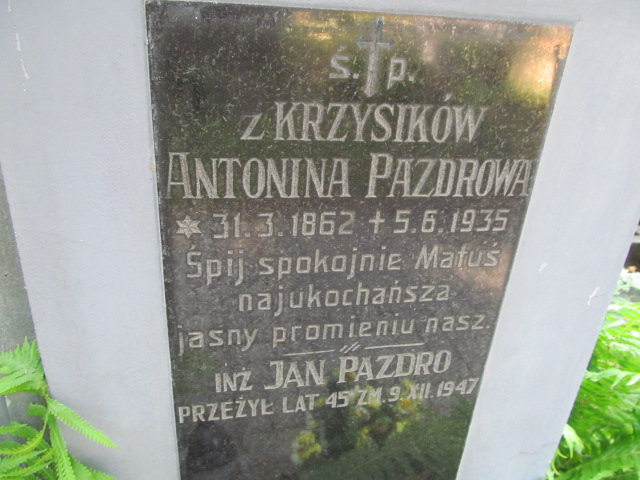 Ś. P.
Z KRZYSIKÓW
ANTONINA PAZDROWA
* 31.3.1862 + 5.6.1935
Śpij spokojnie Matuś
najukochańsza
jasny promieniu nasz.
INŻ JAN PAZDRO
PRZEŻYŁ LAT 45 ZM. 9.XII.1947